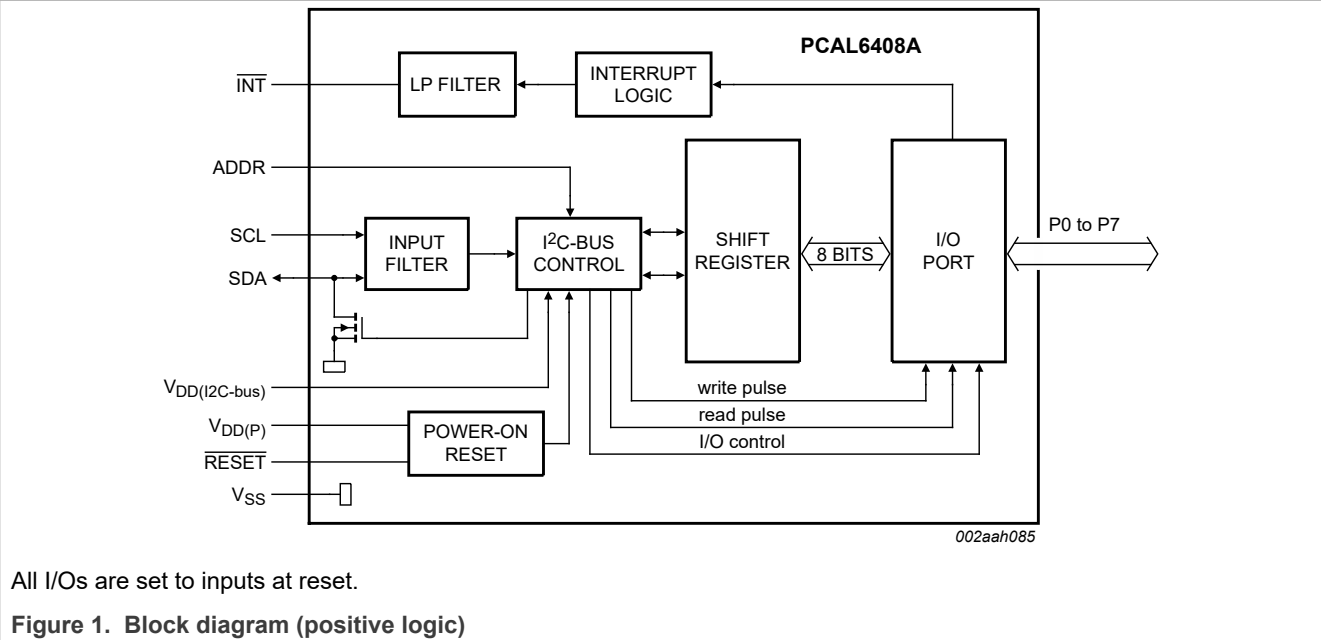 PCAL6408A
INT
LP FILTER
INTERRUPT
LOGIC
ADDR
SCL
SDA
INPUT
FILTER
I2C-BUS
CONTROL
SHIFT
REGISTER
8 BITS
I/O
PORT
P0 to P7
VDD(I2C-bus)
write pulse
VDD(P)
RESET
POWER-ON
RESET
read pulse
I/O control
VSS
002aah085
All I/Os are set to inputs at reset.
Figure 1. Block diagram (positive logic)